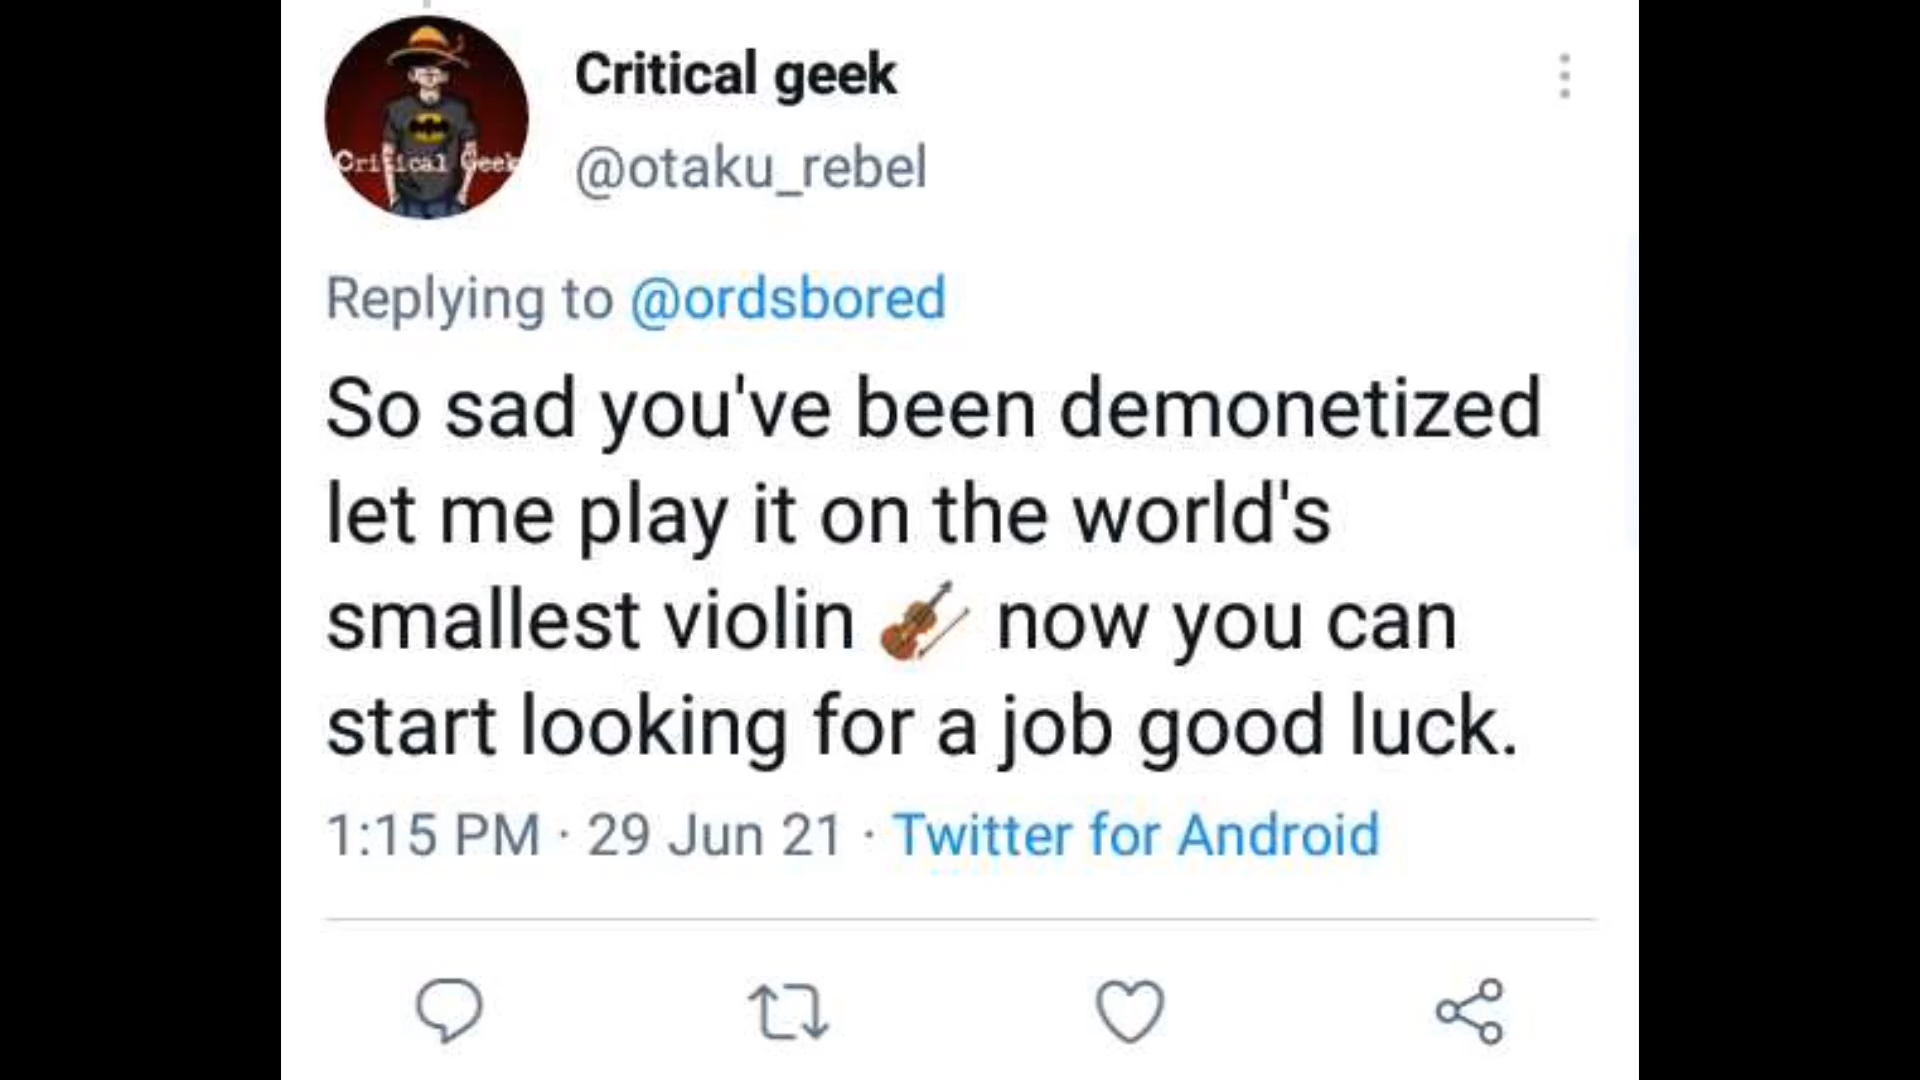 Critical Geek
Critical geek
@otaku_rebel
Replying to @ordsbored
So sad you've been demonetized
let me play it on the world's
smallest violin 🎻 now you can
start looking for a job good luck.
1:15 PM · 29 Jun 21 · Twitter for Android